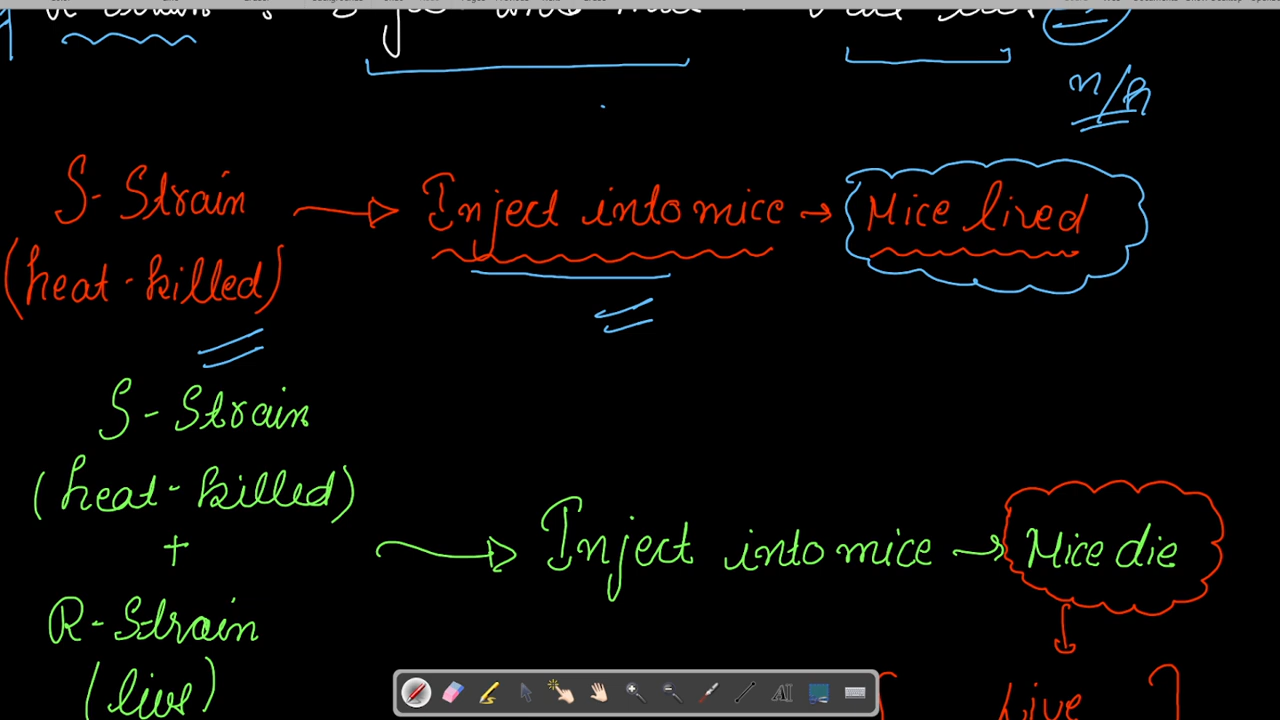 S-Strain → Inject into mice → Mice lived
(heat-killed)
S-Strain
(heat-killed)
+
→ Inject into mice → Mice die
R-Strain
(live)
Live